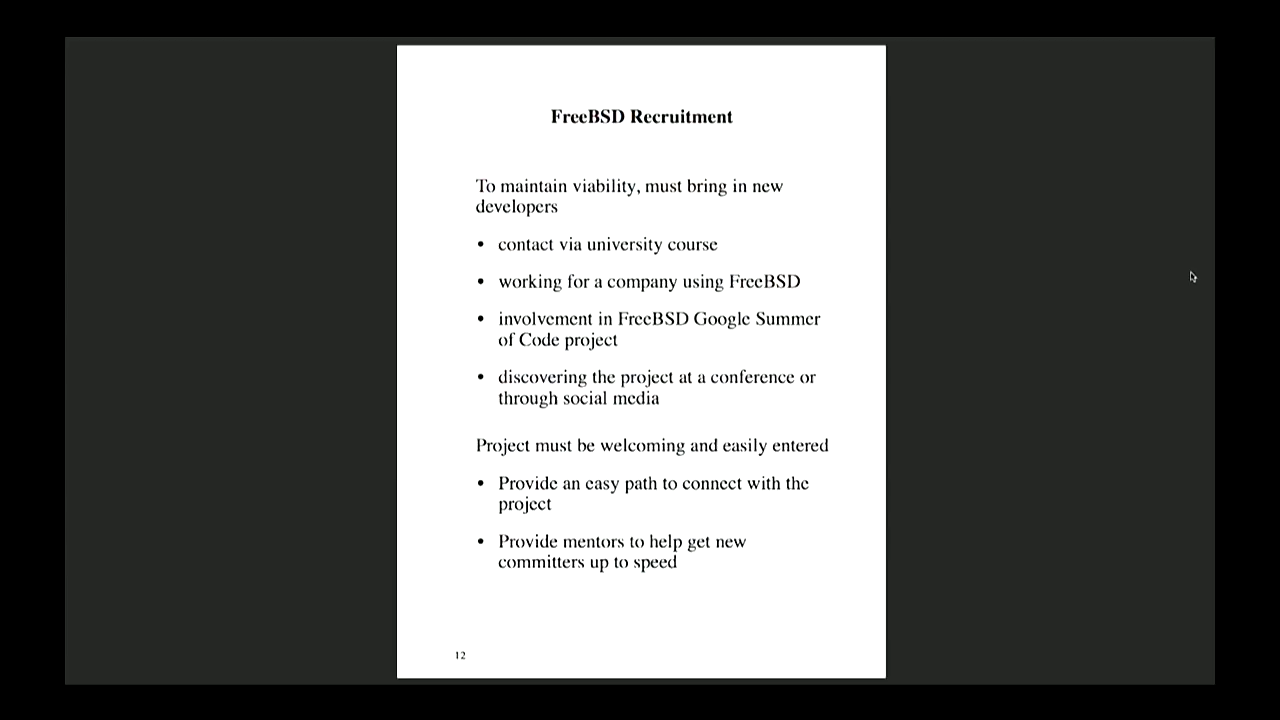 FreeBSD Recruitment
To maintain viability, must bring in new
developers
• contact via university course
• working for a company using FreeBSD
• involvement in FreeBSD Google Summer
of Code project
• discovering the project at a conference or
through social media
Project must be welcoming and easily entered
• Provide an easy path to connect with the
project
• Provide mentors to help get new
committers up to speed
12